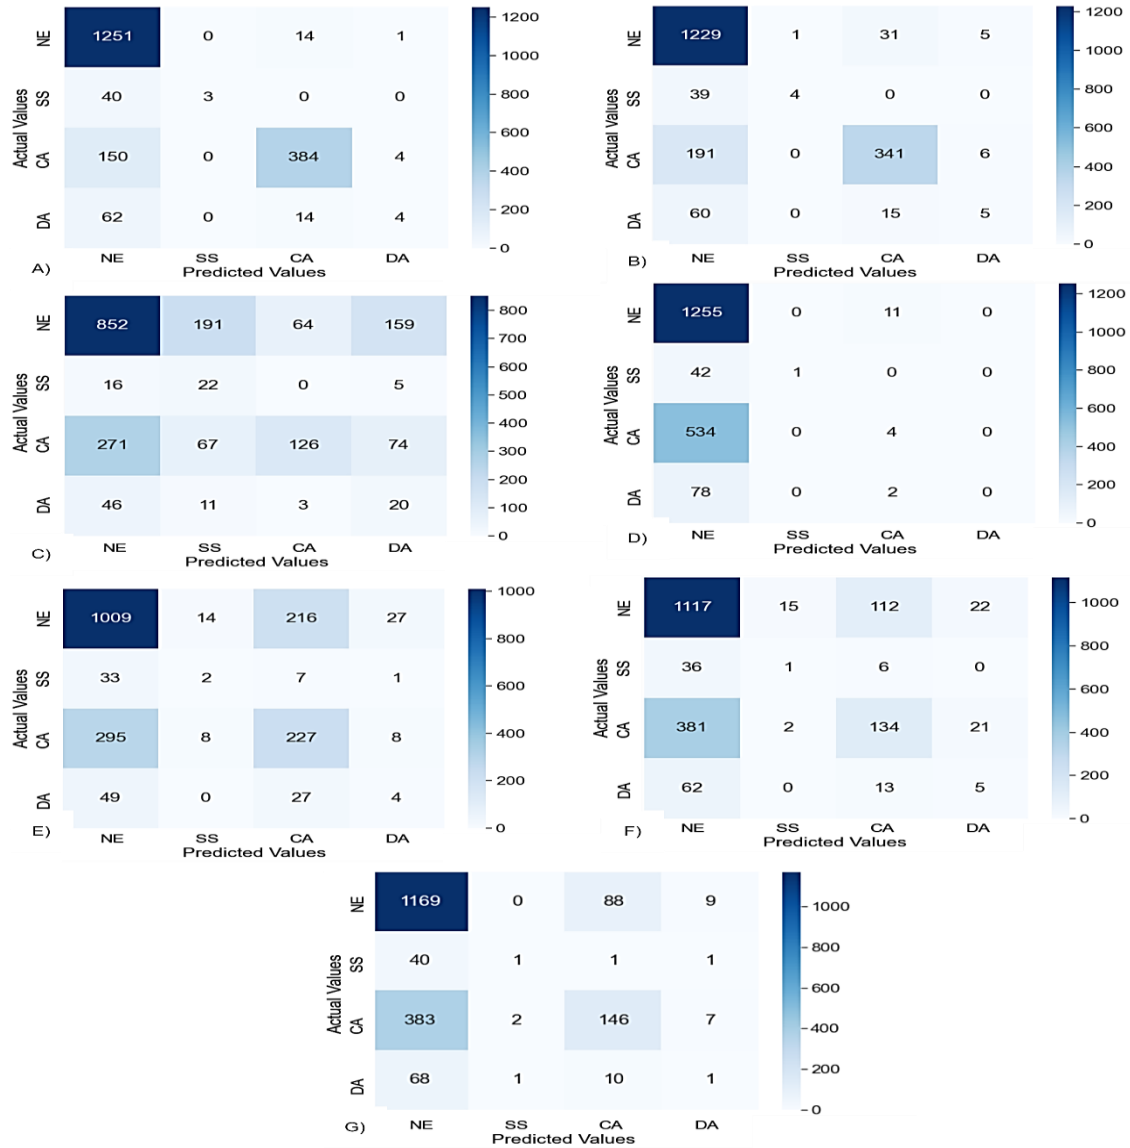 NE 1251 0 14 1
SS 40 3 0 0
CA 150 0 384 4
DA 62 0 14 4
Actual Values
NE SS CA DA
Predicted Values
A)
1200
1000
800
600
400
200
0
NE 1229 1 31 5
SS 39 4 0 0
CA 191 0 341 6
DA 60 0 15 5
Actual Values
NE SS CA DA
Predicted Values
B)
1200
1000
800
600
400
200
0
NE 852 191 64 159
SS 16 22 0 5
CA 271 67 126 74
DA 46 11 3 20
Actual Values
NE SS CA DA
Predicted Values
C)
800
700
600
500
400
300
200
100
0
NE 1255 0 11 0
SS 42 1 0 0
CA 534 0 4 0
DA 78 0 2 0
Actual Values
NE SS CA DA
Predicted Values
D)
1200
1000
800
600
400
200
0
NE 1009 14 216 27
SS 33 2 7 1
CA 295 8 227 8
DA 49 0 27 4
Actual Values
NE SS CA DA
Predicted Values
E)
1000
800
600
400
200
0
NE 1117 15 112 22
SS 36 1 6 0
CA 381 2 134 21
DA 62 0 13 5
Actual Values
NE SS CA DA
Predicted Values
F)
1000
800
600
400
200
0
NE 1169 0 88 9
SS 40 1 1 1
CA 383 2 146 7
DA 68 1 10 1
Actual Values
NE SS CA DA
Predicted Values
G)
1000
800
600
400
200
0